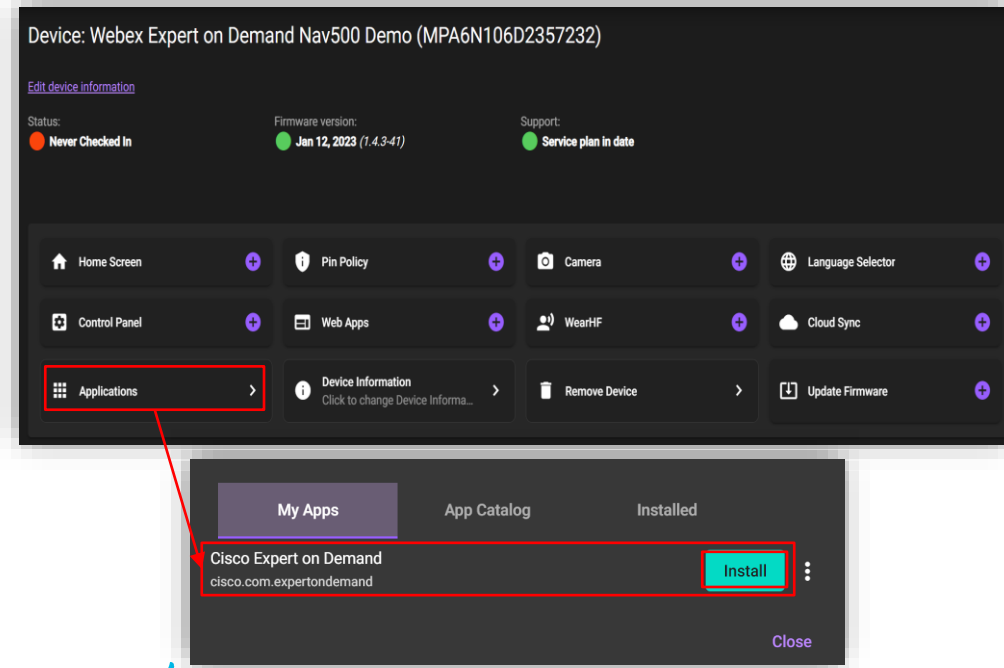 Device: Webex Expert on Demand Nav500 Demo (MPA6N106D2357232)
Edit device information
Status: Firmware version: Support:
Never Checked In Jan 12, 2023 (1.4.3-41) Service plan in date
Home Screen Pin Policy Camera Language Selector
Control Panel Web Apps WearHF Cloud Sync
Applications Device Information Remove Device Update Firmware
Click to change Device Informa...
My Apps App Catalog Installed
Cisco Expert on Demand
cisco.com.expertondemand
Install
Close